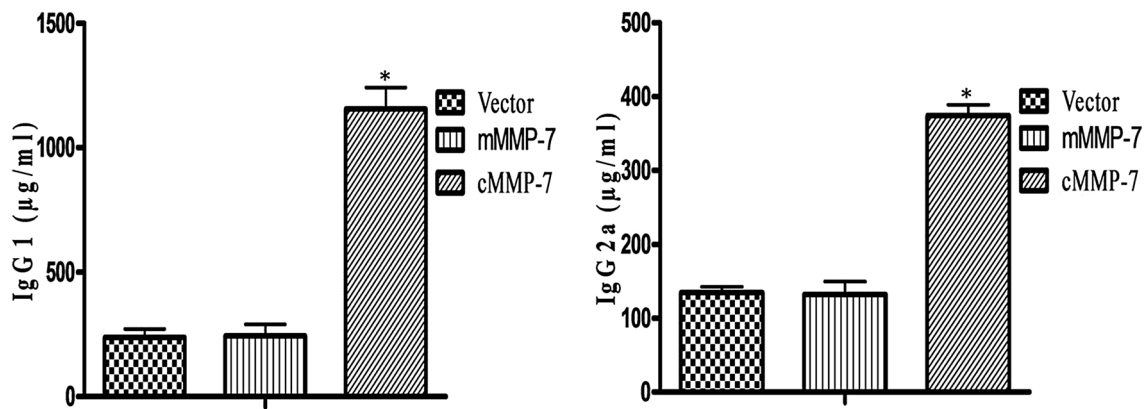 1500
1000
500
0
IgG1 (μg/ml)
*
Vector
mMMP-7
cMMP-7
500
400
300
200
100
0
IgG2a (μg/ml)
*
Vector
mMMP-7
cMMP-7